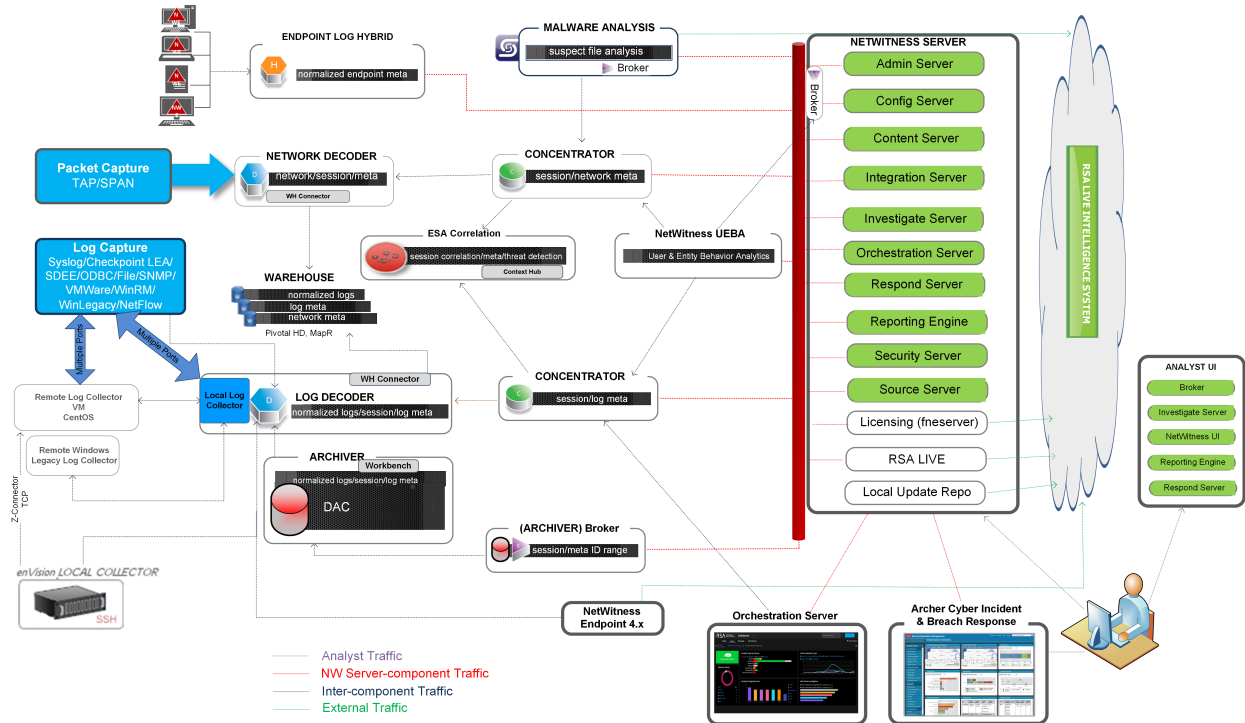 ENDPOINT LOG HYBRID
H
normalized endpoint meta
N
N
N
NW
MALWARE ANALYSIS
suspect file analysis
Broker
NETWITNESS SERVER
Broker
Admin Server
Config Server
Content Server
Integration Server
Investigate Server
Orchestration Server
Respond Server
Reporting Engine
Security Server
Source Server
Licensing (fneserver)
RSA LIVE
Local Update Repo
RSA LIVE INTELLIGENCE SYSTEM
Packet Capture
TAP/SPAN
NETWORK DECODER
D
network/session/meta
WH Connector
CONCENTRATOR
C
session/network meta
Log Capture
Syslog/Checkpoint LEA/
SDEE/ODBC/File/SNMP/
VMWare/WinRM/
WinLegacy/NetFlow
ESA Correlation
session correlation/meta/threat detection
Context Hub
NetWitness UEBA
User & Entity Behavior Analytics
WAREHOUSE
normalized logs
log meta
network meta
Pivotal HD, MapR
Multiple Ports
Multiple Ports
WH Connector
Remote Log Collector
VM
CentOS
Local Log
Collector
D
LOG DECODER
normalized logs/session/log meta
CONCENTRATOR
C
session/log meta
Remote Windows
Legacy Log Collector
ARCHIVER
Workbench
normalized logs/session/log meta
DAC
Z-Connector
TCP
(ARCHIVER) Broker
session/meta ID range
enVision LOCAL COLLECTOR
SSH
NetWitness
Endpoint 4.x
ANALYST UI
Broker
Investigate Server
NetWitness UI
Reporting Engine
Respond Server
Orchestration Server
RSA
Archer Cyber Incident
& Breach Response
Analyst Traffic
NW Server-component Traffic
Inter-component Traffic
External Traffic